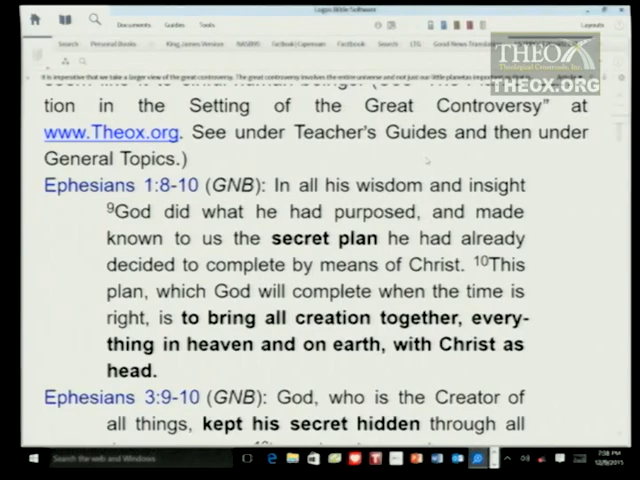 Logos Bible Software
Documents Guides Tools
Layouts
Search Personal Books King James Version NASB95 Factbook Search LTG Good News Translat
THEOX
THEOX.ORG
It is imperative that we take a larger view of the great controversy. The great controversy involves the entire universe and not just our little planet
tion in the Setting of the Great Controversy” at
www.Theox.org. See under Teacher’s Guides and then under
General Topics.)
Ephesians 1:8-10 (GNB): In all his wisdom and insight
9God did what he had purposed, and made
known to us the secret plan he had already
decided to complete by means of Christ. 10This
plan, which God will complete when the time is
right, is to bring all creation together, every-
thing in heaven and on earth, with Christ as
head.
Ephesians 3:9-10 (GNB): God, who is the Creator of
all things, kept his secret hidden through all
Search the web and Windows
7:58 PM
12/9/2015